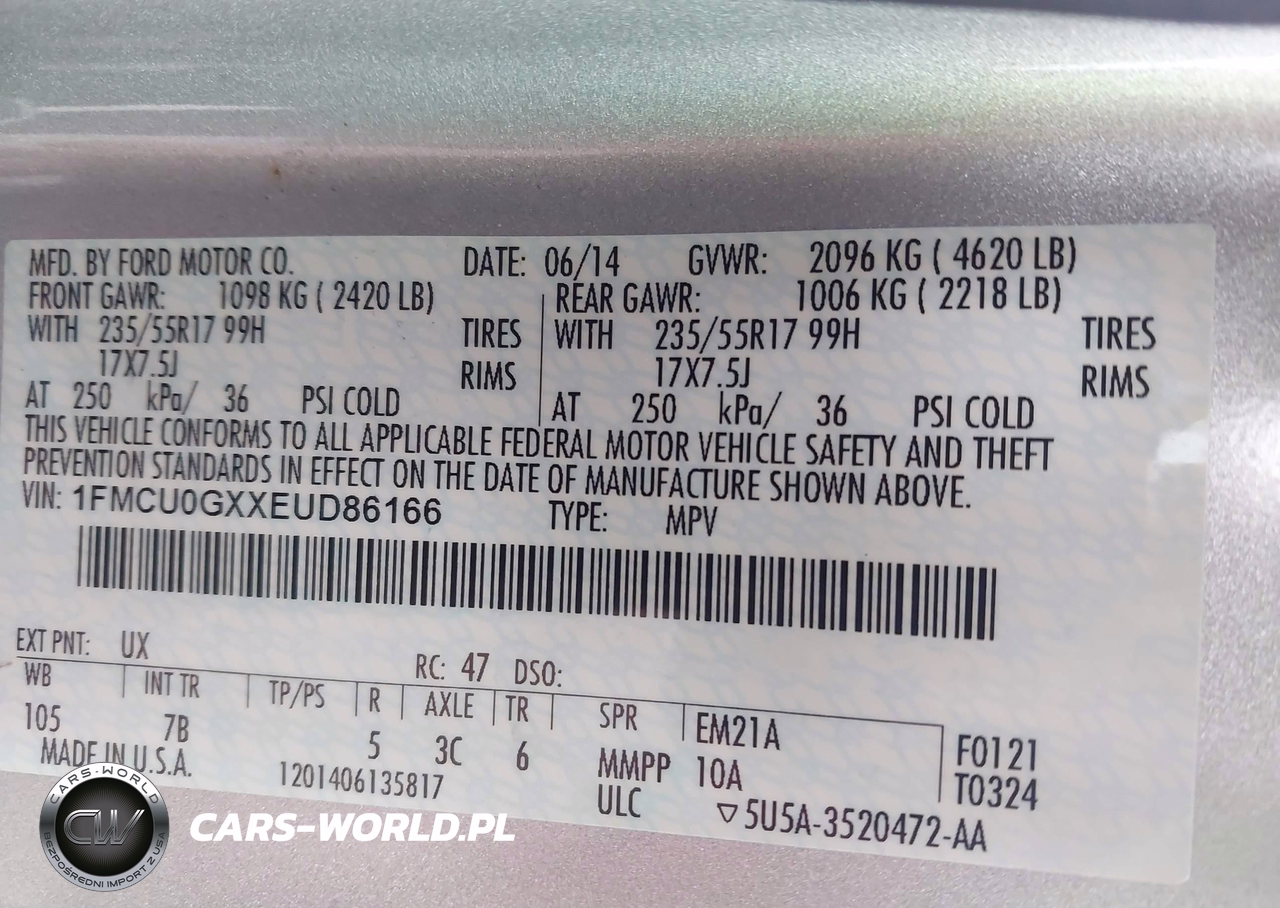 MFD. BY FORD MOTOR CO. DATE: 06/14 GVWR: 2096 KG ( 4620 LB)
FRONT GAWR: 1098 KG ( 2420 LB) REAR GAWR: 1006 KG ( 2218 LB)
WITH 235/55R17 99H TIRES WITH 235/55R17 99H TIRES
17X7.5J RIMS 17X7.5J RIMS
AT 250 kPa/ 36 PSI COLD AT 250 kPa/ 36 PSI COLD
THIS VEHICLE CONFORMS TO ALL APPLICABLE FEDERAL MOTOR VEHICLE SAFETY AND THEFT
PREVENTION STANDARDS IN EFFECT ON THE DATE OF MANUFACTURE SHOWN ABOVE.
VIN: 1FMCU0GXXEUD86166 TYPE: MPV
EXT PNT: UX RC: 47 DSO:
WB INT TR TP/PS R AXLE TR SPR EM21A F0121
105 7B 5 3C 6 MMPP 10A T0324
MADE IN U.S.A. 1201406135817 ULC ▽5U5A-3520472-AA
CARS-WORLD
CW
BEZPOŚREDNI IMPORT Z USA
CARS-WORLD.PL